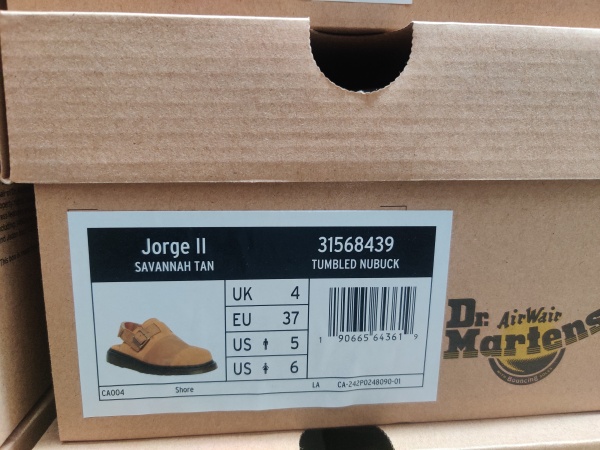 Jorge II
SAVANNAH TAN
31568439
TUMBLED NUBUCK
UK 4
EU 37
US 5
US 6
1 90665 64361 9
CA004 Shore
LA CA-242P0248090-01
Dr. AirWair
Martens
Bouncing